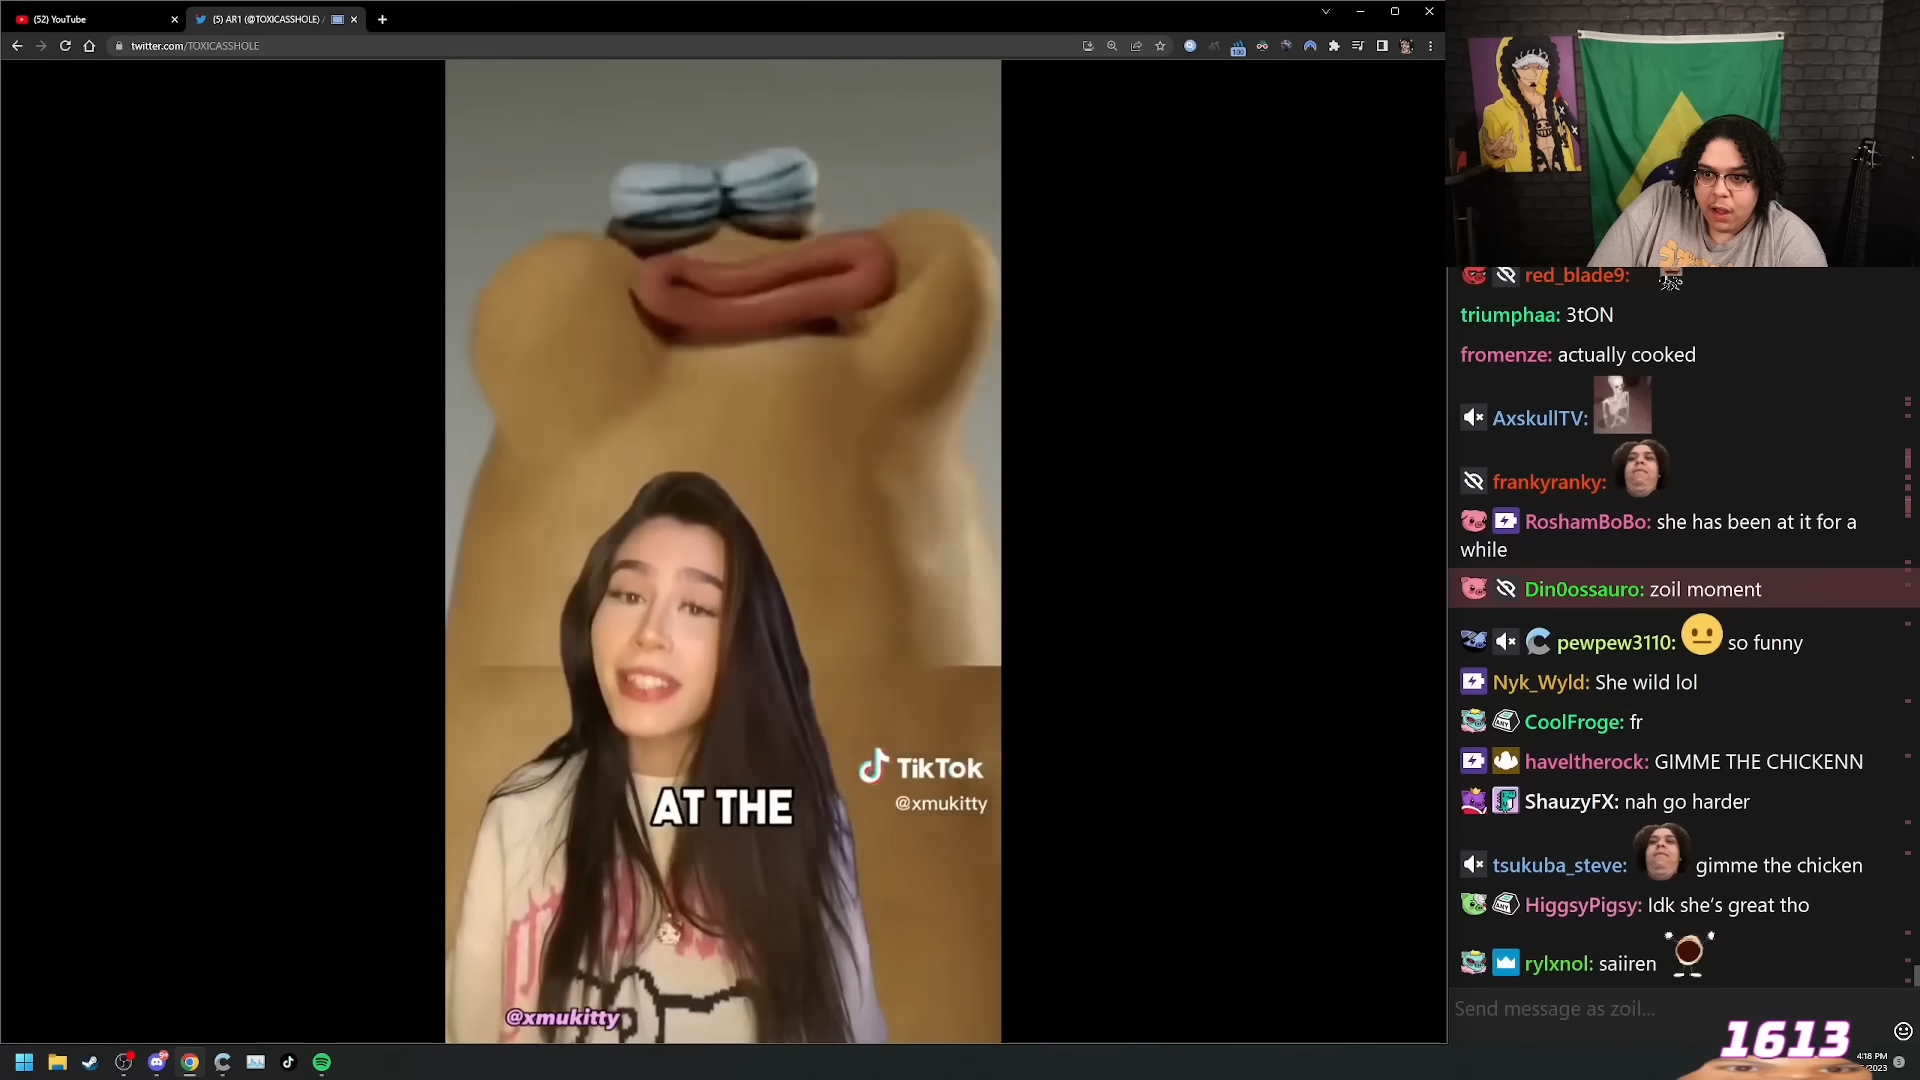 (52) YouTube
(5) AR1 (@TOXICASSHOLE) /
twitter.com/TOXICASSHOLE
100
red_blade9:
triumphaa: 3tON
fromenze: actually cooked
AxskullTV:
frankyranky:
RoshamBoBo: she has been at it for a
while
Din0ossauro: zoil moment
pewpew3110: so funny
Nyk_Wyld: She wild lol
CoolFroge: fr
haveltherock: GIMME THE CHICKENN
ShauzyFX: nah go harder
tsukuba_steve: gimme the chicken
HiggsyPigsy: Idk she's great tho
rylxnol: saiiren
Send message as zoil...
TikTok
@xmukitty
AT THE
@xmukitty
1613
4:18 PM
/2023
5